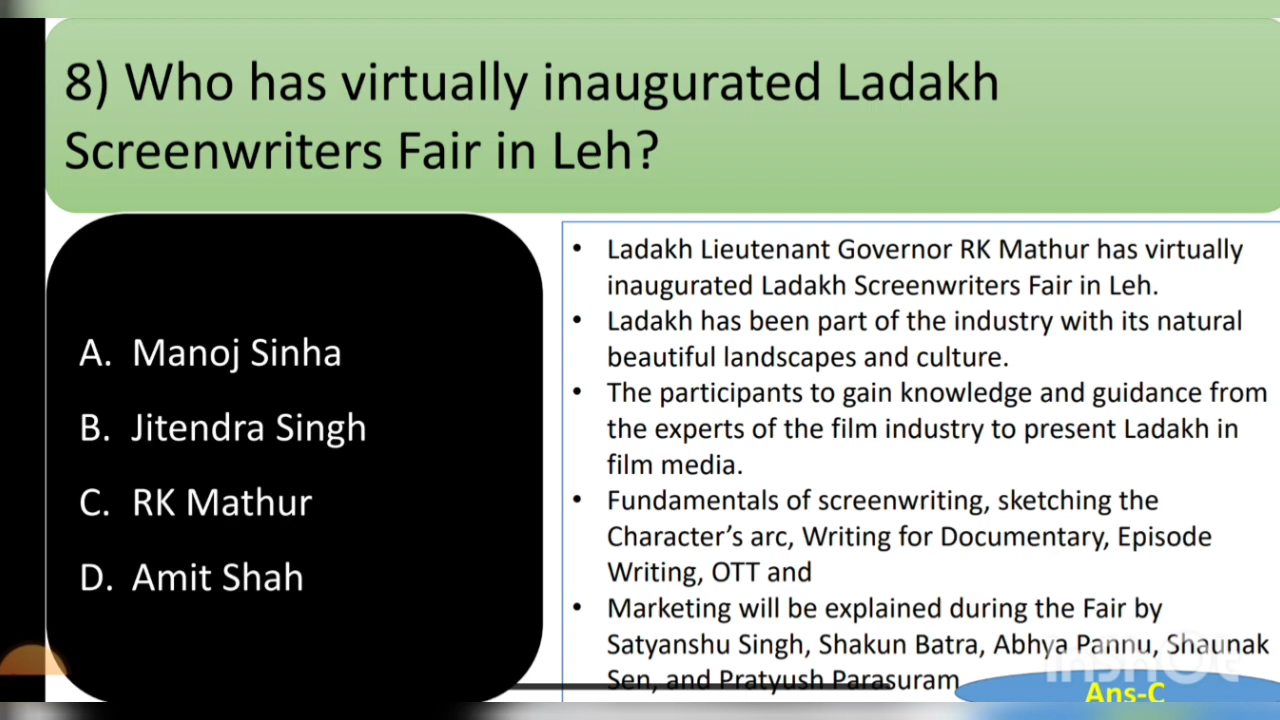 8) Who has virtually inaugurated Ladakh
Screenwriters Fair in Leh?
A. Manoj Sinha
B. Jitendra Singh
C. RK Mathur
D. Amit Shah
• Ladakh Lieutenant Governor RK Mathur has virtually
inaugurated Ladakh Screenwriters Fair in Leh.
• Ladakh has been part of the industry with its natural
beautiful landscapes and culture.
• The participants to gain knowledge and guidance from
the experts of the film industry to present Ladakh in
film media.
• Fundamentals of screenwriting, sketching the
Character's arc, Writing for Documentary, Episode
Writing, OTT and
• Marketing will be explained during the Fair by
Satyanshu Singh, Shakun Batra, Abhya Pannu, Shaunak
Sen, and Pratyush Parasuram
Ans-C